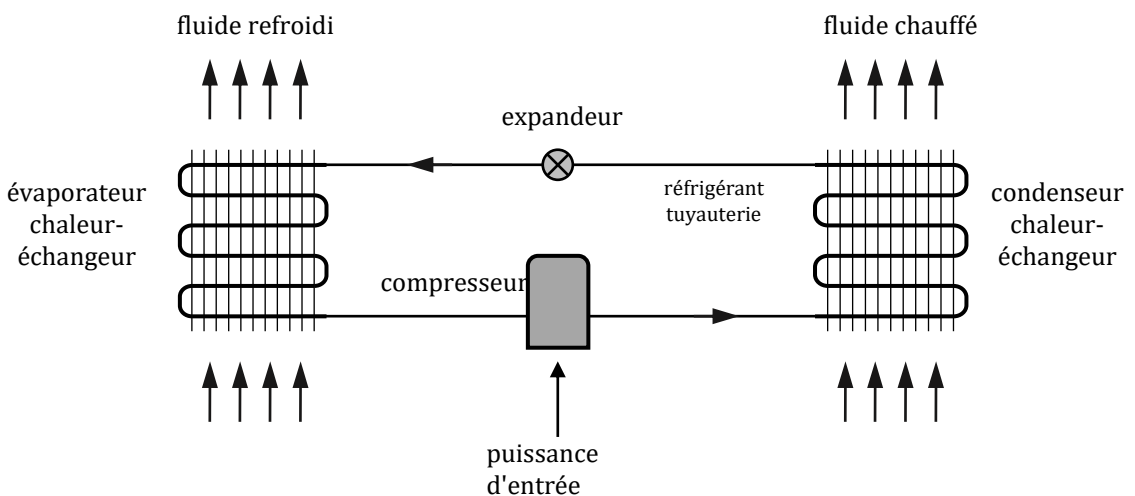 fluide refroidi
fluide chauffé
expandeur
évaporateur
chaleur-
échangeur
réfrigérant
tuyauterie
condenseur
chaleur-
échangeur
compresseur
puissance
d'entrée